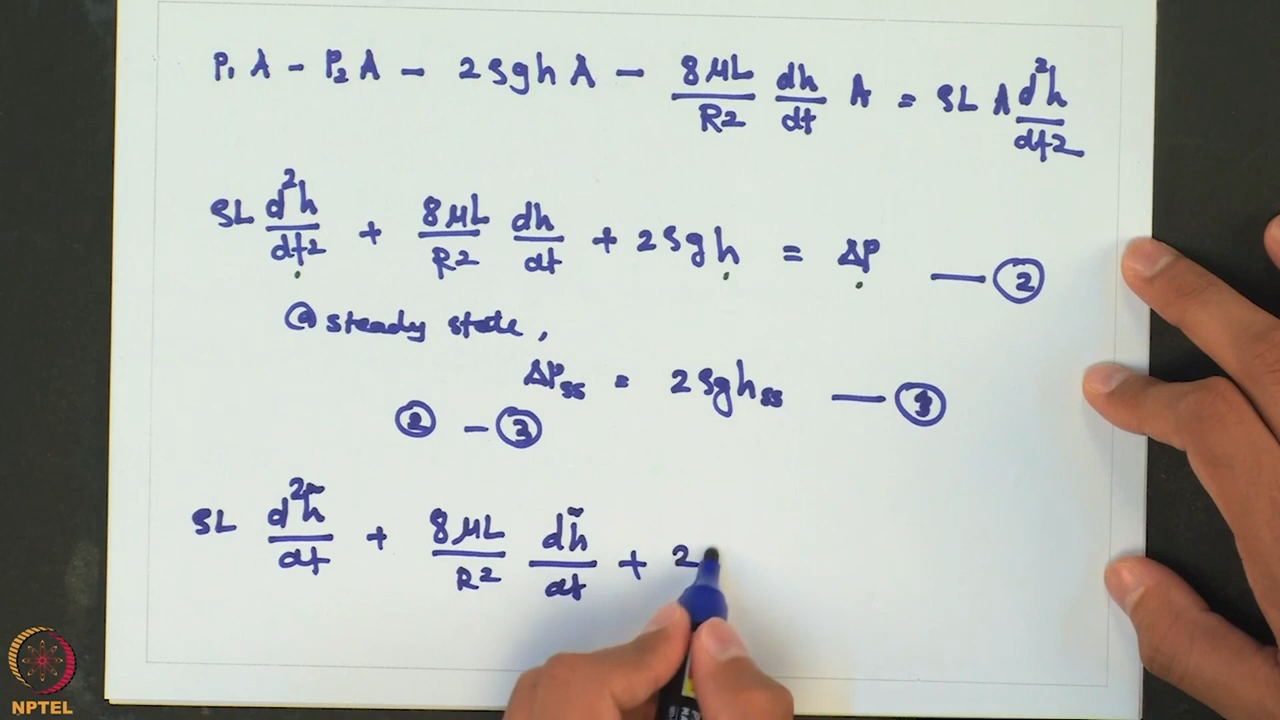 P₁ A - P₂ A - 2ρgh A - 8μL/R2 dh/dt A = ρL A d²h/dt2
ρL d²h/dt2 + 8μL/R2 dh/dt + 2ρgh = ΔP — ②
@ steady state,
ΔPss = 2ρghss — ③
② - ③
ρL d²h̃/dt + 8μL/R2 dh̃/dt + 2
NPTEL